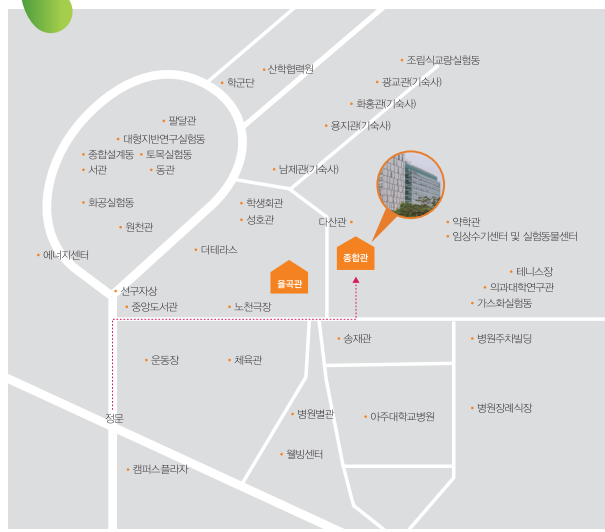 조립식교량실험동
산학협력원
학군단
광교관(기숙사)
화홍관(기숙사)
팔달관
용지관(기숙사)
대형지반연구실험동
종합설계동
토목실험동
서관
동관
남제관(기숙사)
화공실험동
학생회관
성호관
다산관
약학관
원천관
임상수기센터 및 실험동물센터
더테라스
에너지센터
종합관
율곡관
테니스장
의과대학연구관
선구자상
중앙도서관
노천극장
가스화실험동
송재관
병원주차빌딩
운동장
체육관
정문
병원별관
아주대학교병원
병원장례식장
웰빙센터
캠퍼스플라자